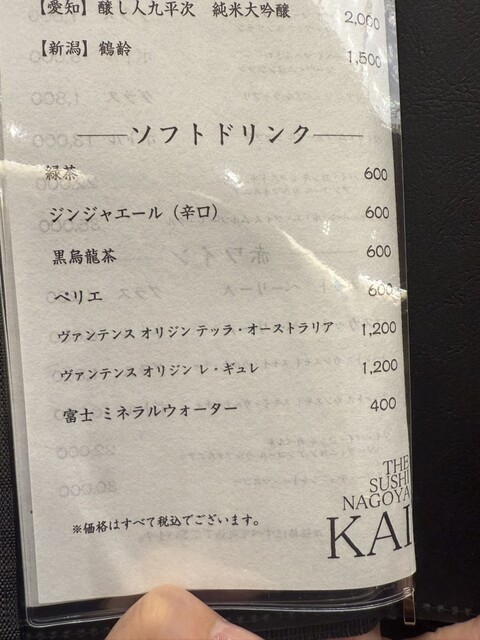 【愛知】醸し人九平次 純米大吟醸 2,000
【新潟】鶴齢 1,500
ソフトドリンク
緑茶 600
ジンジャエール（辛口） 600
黒烏龍茶 600
ペリエ 600
ヴァンテンス オリジン テッラ・オーストラリア 1,200
ヴァンテンス オリジン レ・ギュレ 1,200
富士 ミネラルウォーター 400
※価格はすべて税込でございます。
THE
SUSHI
NAGOYA
KAI